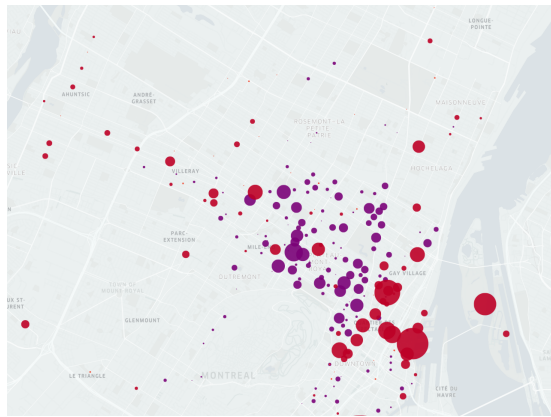 LONGUE-
POINTE
AHUNTSIC
ANDRÉ-
GRASSET
MAISONNEUVE
ROSEMONT–LA
PETITE-
PATRIE
HOCHELAGA
VILLERAY
PARC-
EXTENSION
MILE
OUTREMONT
GAY VILLAGE
TOWN OF
MOUNT ROYAL
GLENMOUNT
MONTREAL
LE TRIANGLE
CITÉ DU
HAVRE